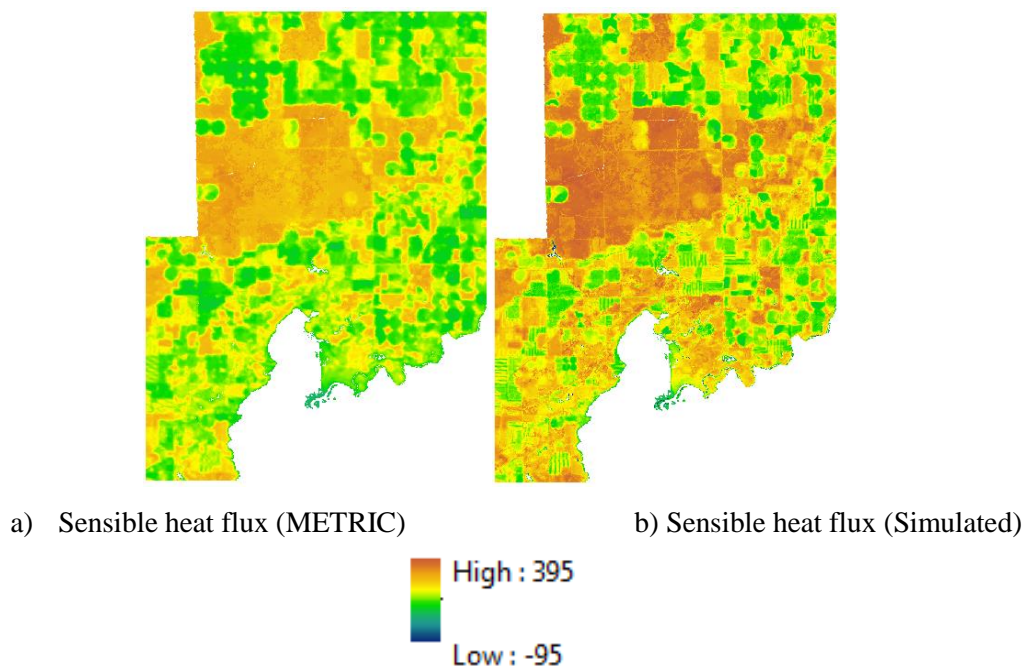 a) Sensible heat flux (METRIC) b) Sensible heat flux (Simulated)
High : 395
Low : -95